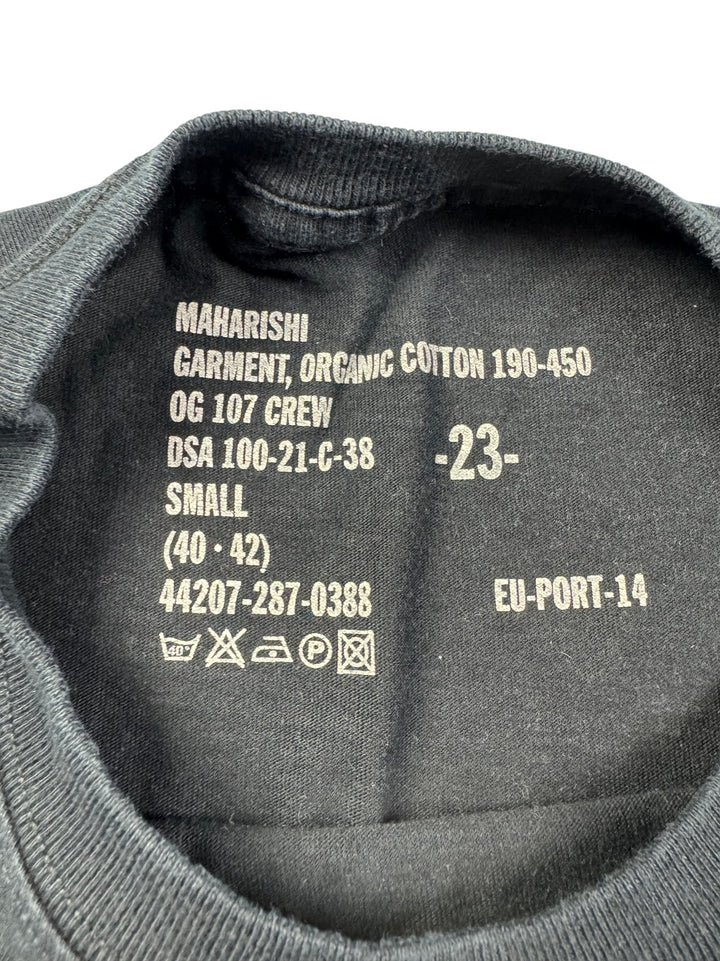 MAHARISHI
GARMENT, ORGANIC COTTON 190-450
OG 107 CREW
DSA 100-21-C-38 -23-
SMALL
(40 • 42)
44207-287-0388 EU-PORT-14
40° P